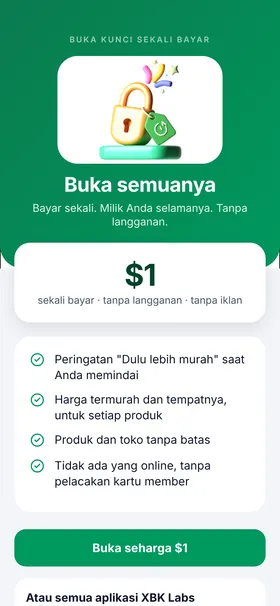 BUKA KUNCI SEKALI BAYAR
Buka semuanya
Bayar sekali. Milik Anda selamanya. Tanpa
langganan.
$1
sekali bayar · tanpa langganan · tanpa iklan
Peringatan "Dulu lebih murah" saat
Anda memindai
Harga termurah dan tempatnya,
untuk setiap produk
Produk dan toko tanpa batas
Tidak ada yang online, tanpa
pelacakan kartu member
Buka seharga $1
Atau semua aplikasi XBK Labs